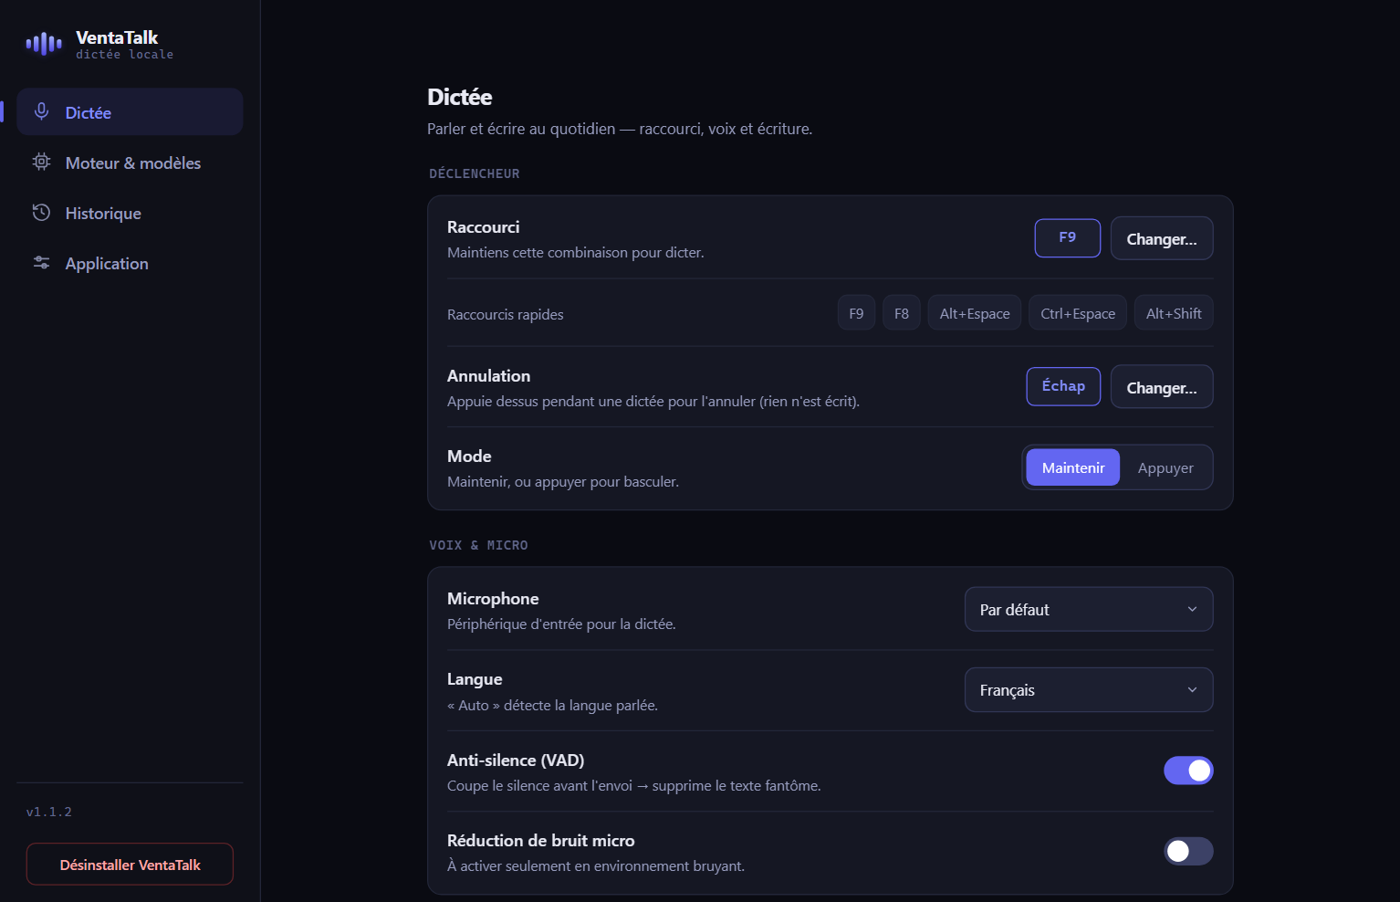 VentaTalk
dictée locale
Dictée
Moteur & modèles
Historique
Application
v1.1.2
Désinstaller VentaTalk
Dictée
Parler et écrire au quotidien — raccourci, voix et écriture.
DÉCLENCHEUR
Raccourci
Maintiens cette combinaison pour dicter.
F9
Changer...
Raccourcis rapides
F9
F8
Alt+Espace
Ctrl+Espace
Alt+Shift
Annulation
Appuie dessus pendant une dictée pour l'annuler (rien n'est écrit).
Échap
Changer...
Mode
Maintenir, ou appuyer pour basculer.
Maintenir
Appuyer
VOIX & MICRO
Microphone
Périphérique d'entrée pour la dictée.
Par défaut
Langue
« Auto » détecte la langue parlée.
Français
Anti-silence (VAD)
Coupe le silence avant l'envoi → supprime le texte fantôme.
Réduction de bruit micro
À activer seulement en environnement bruyant.